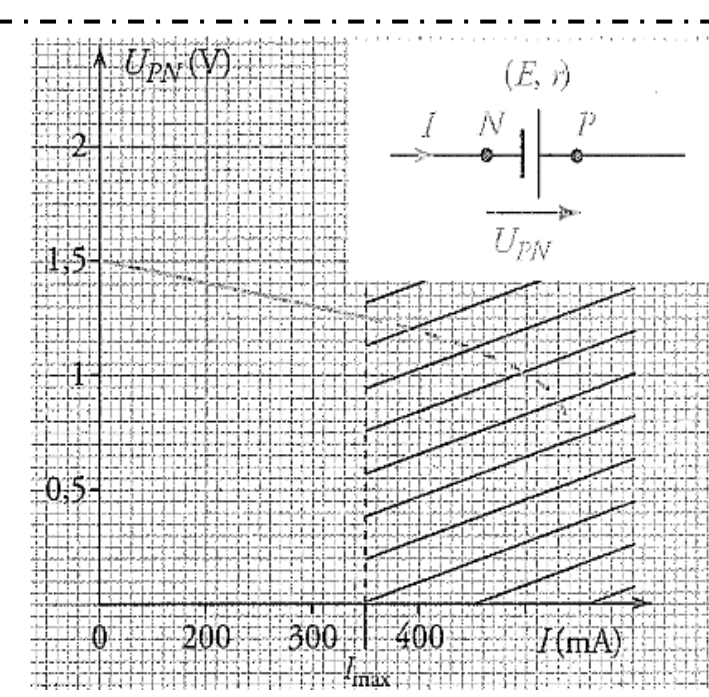 U_PN (V)
(E, r)
I N P
U_PN
2
1,5
1
0,5
0 200 300 400 I (mA)
I_max